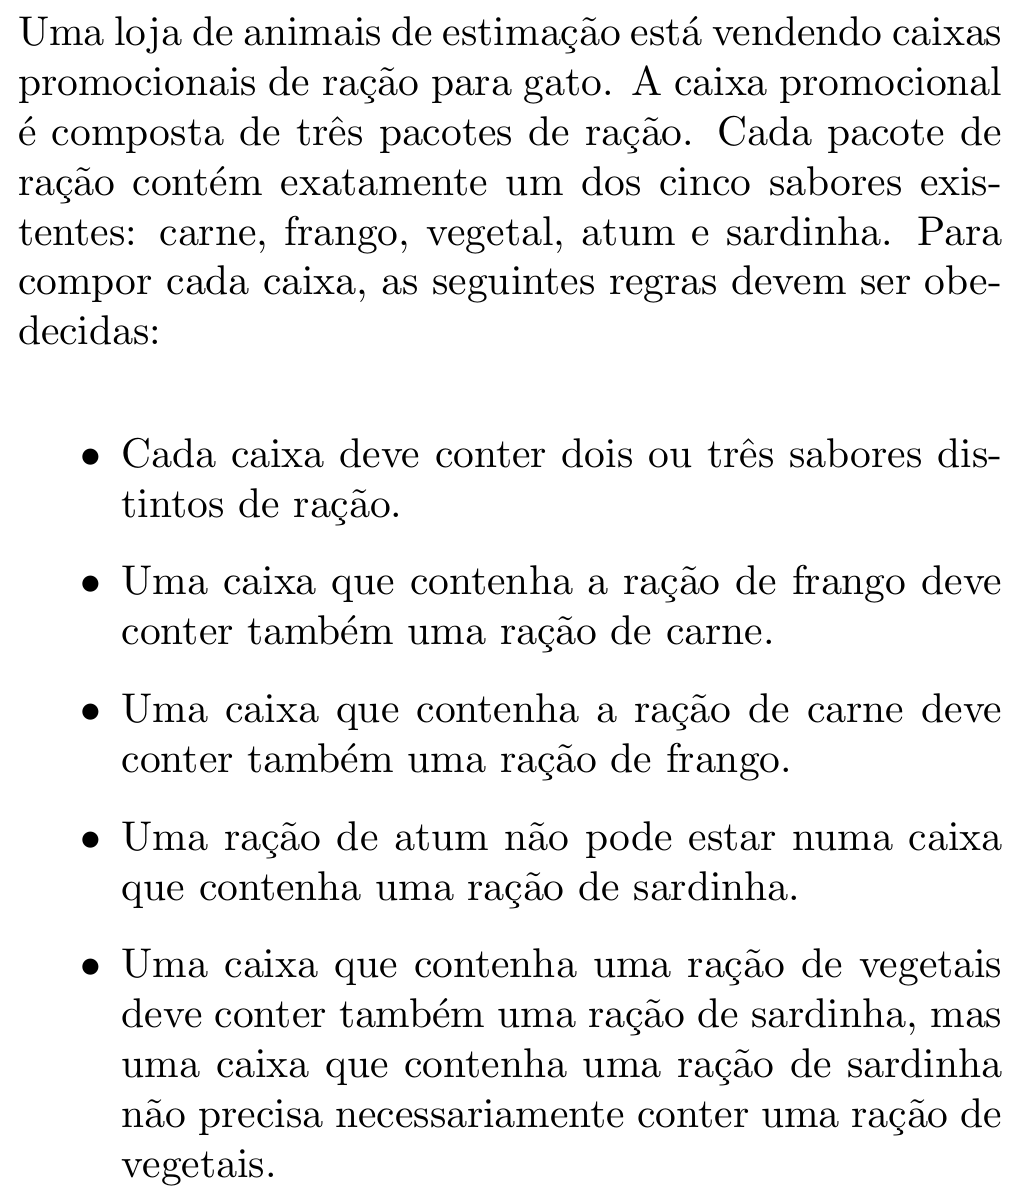 Uma loja de animais de estimação está vendendo caixas
promocionais de ração para gato. A caixa promocional
é composta de três pacotes de ração. Cada pacote de
ração contém exatamente um dos cinco sabores exis-
tentes: carne, frango, vegetal, atum e sardinha. Para
compor cada caixa, as seguintes regras devem ser obe-
decidas:
• Cada caixa deve conter dois ou três sabores dis-
tintos de ração.
• Uma caixa que contenha a ração de frango deve
conter também uma ração de carne.
• Uma caixa que contenha a ração de carne deve
conter também uma ração de frango.
• Uma ração de atum não pode estar numa caixa
que contenha uma ração de sardinha.
• Uma caixa que contenha uma ração de vegetais
deve conter também uma ração de sardinha, mas
uma caixa que contenha uma ração de sardinha
não precisa necessariamente conter uma ração de
vegetais.